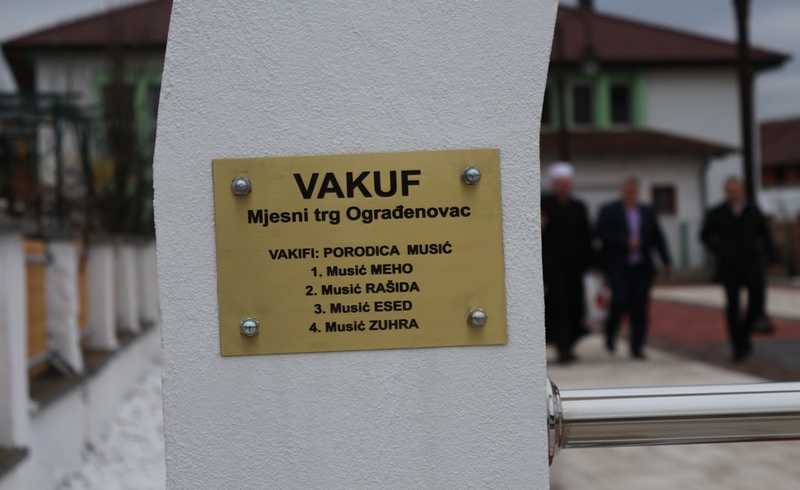 VAKUF
Mjesni trg Ograđenovac
VAKIFI: PORODICA MUSIĆ
1. Musić MEHO
2. Musić RAŠIDA
3. Musić ESED
4. Musić ZUHRA